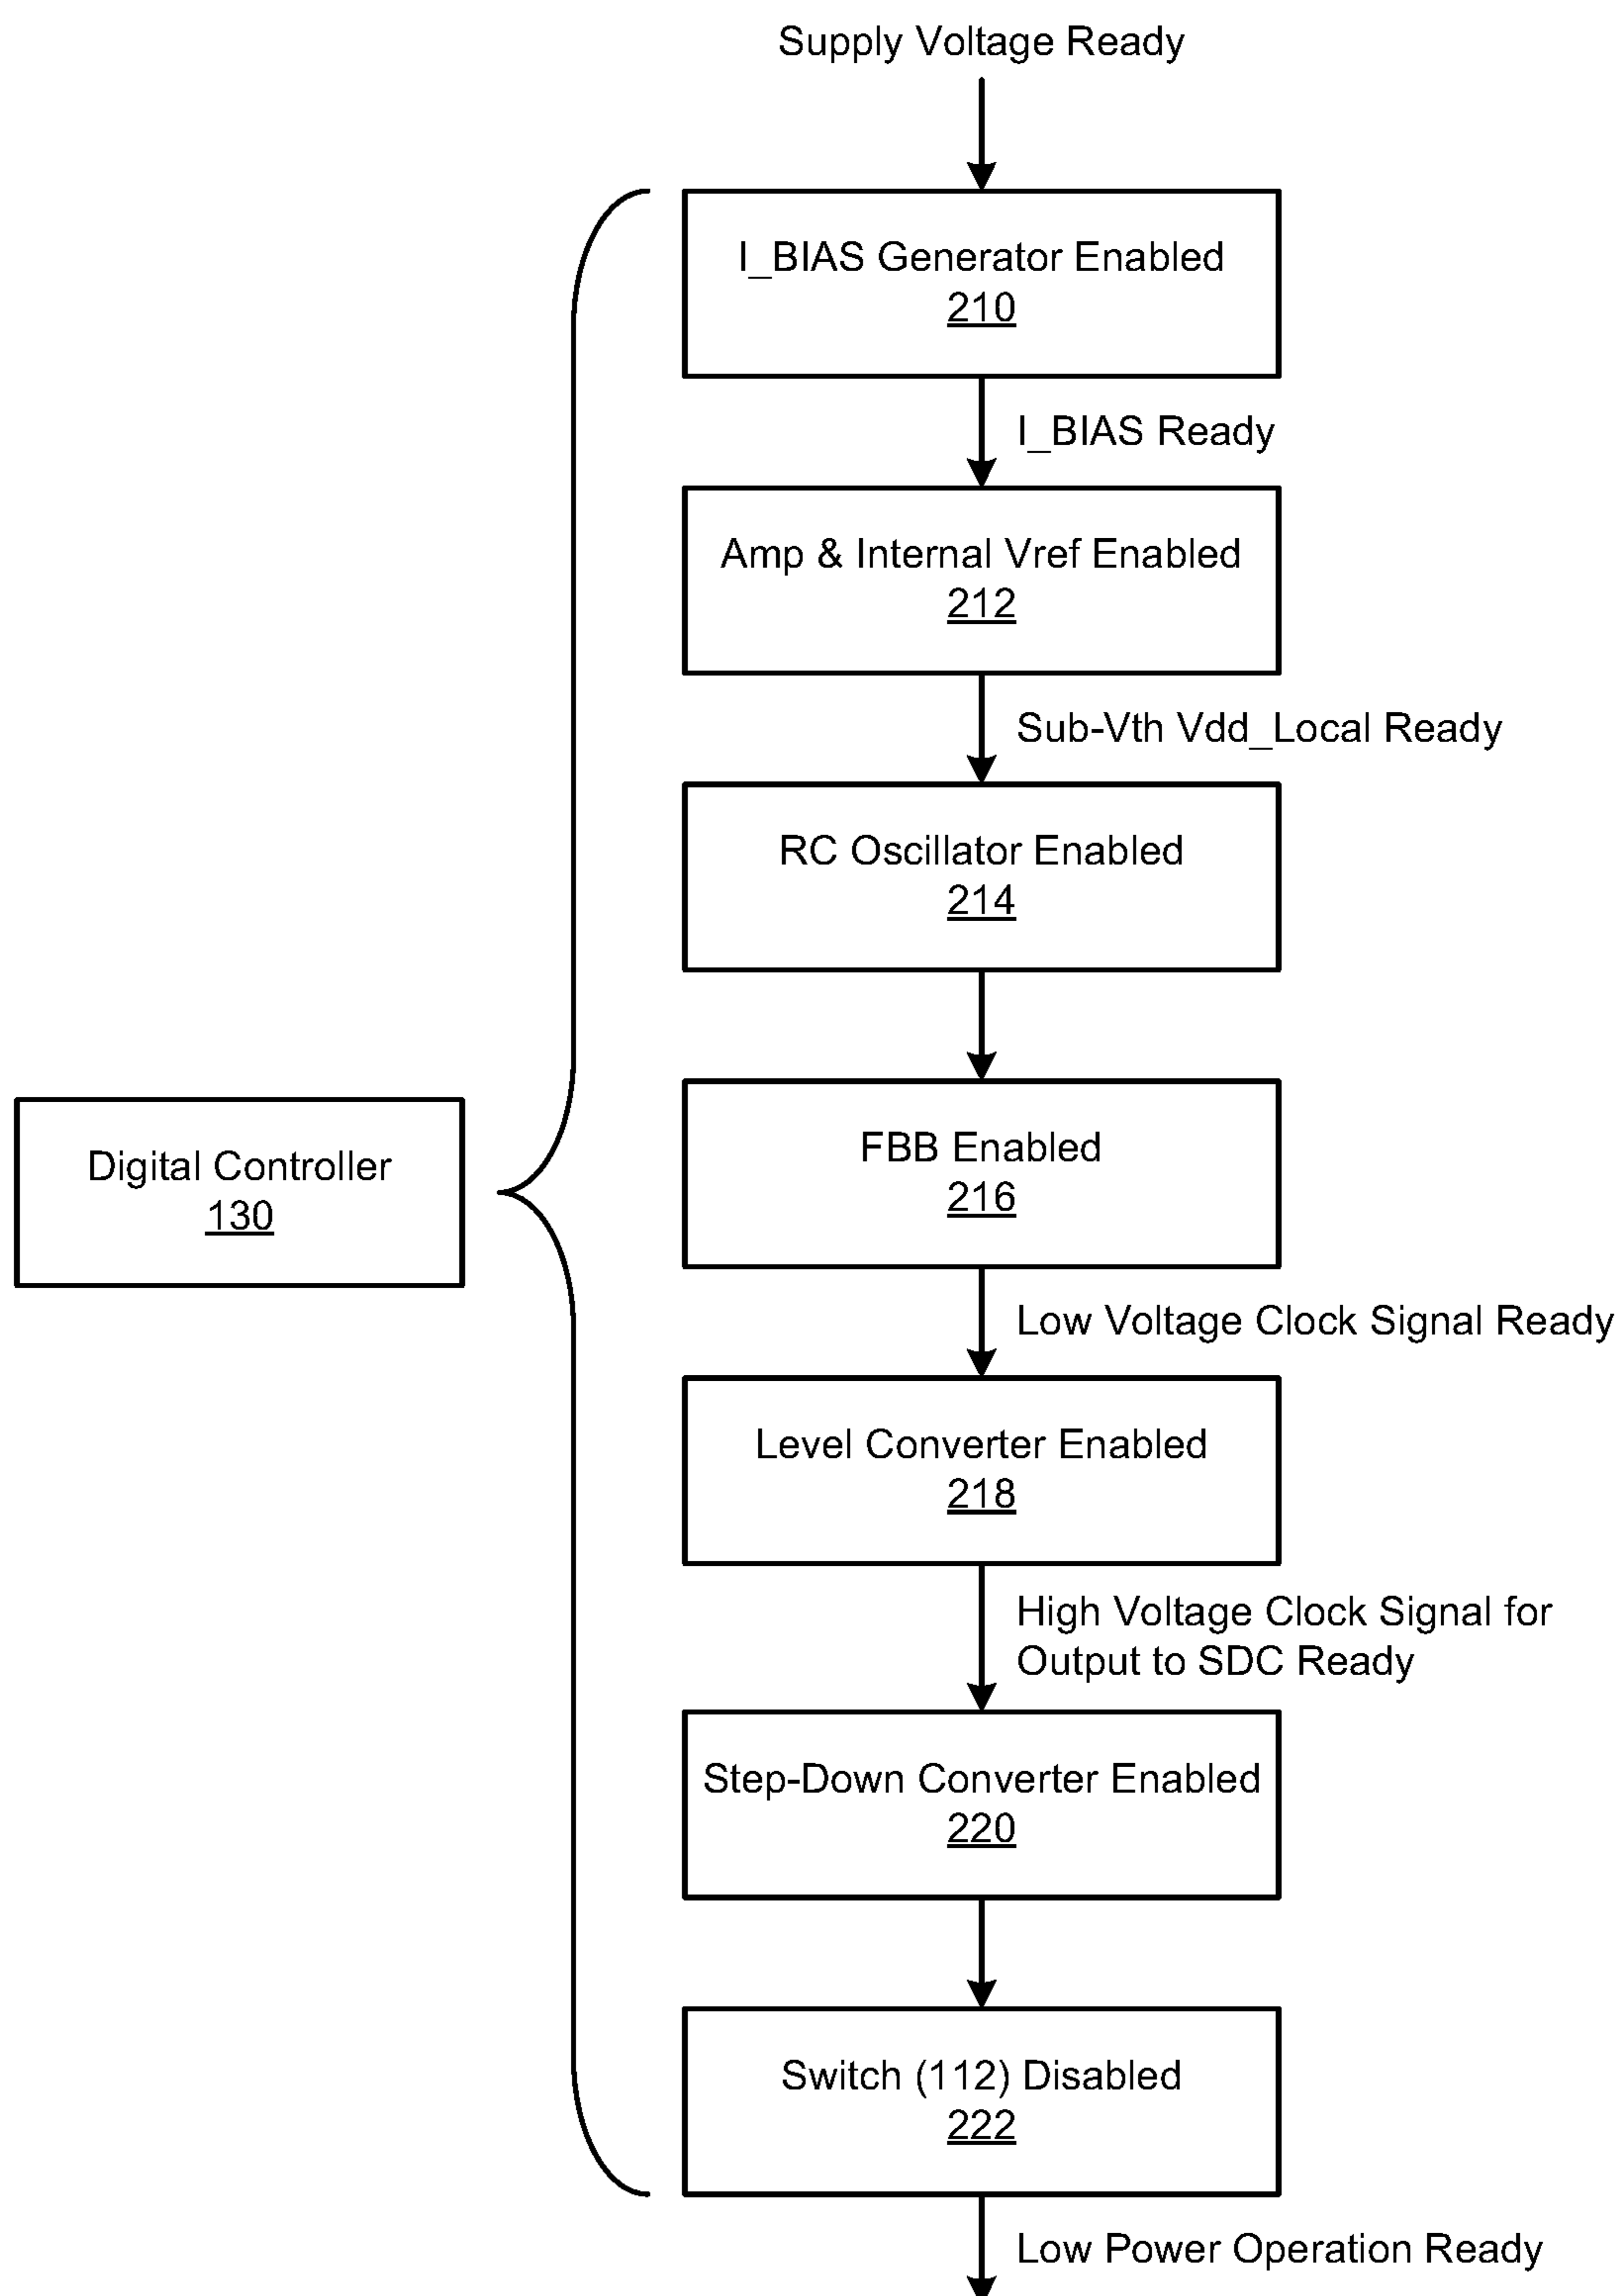 Supply Voltage Ready
I_BIAS Generator Enabled
210
I_BIAS Ready
Amp & Internal Vref Enabled
212
Sub-Vth Vdd_Local Ready
RC Oscillator Enabled
214
FBB Enabled
216
Digital Controller
130
Low Voltage Clock Signal Ready
Level Converter Enabled
218
High Voltage Clock Signal for
Output to SDC Ready
Step-Down Converter Enabled
220
Switch (112) Disabled
222
Low Power Operation Ready